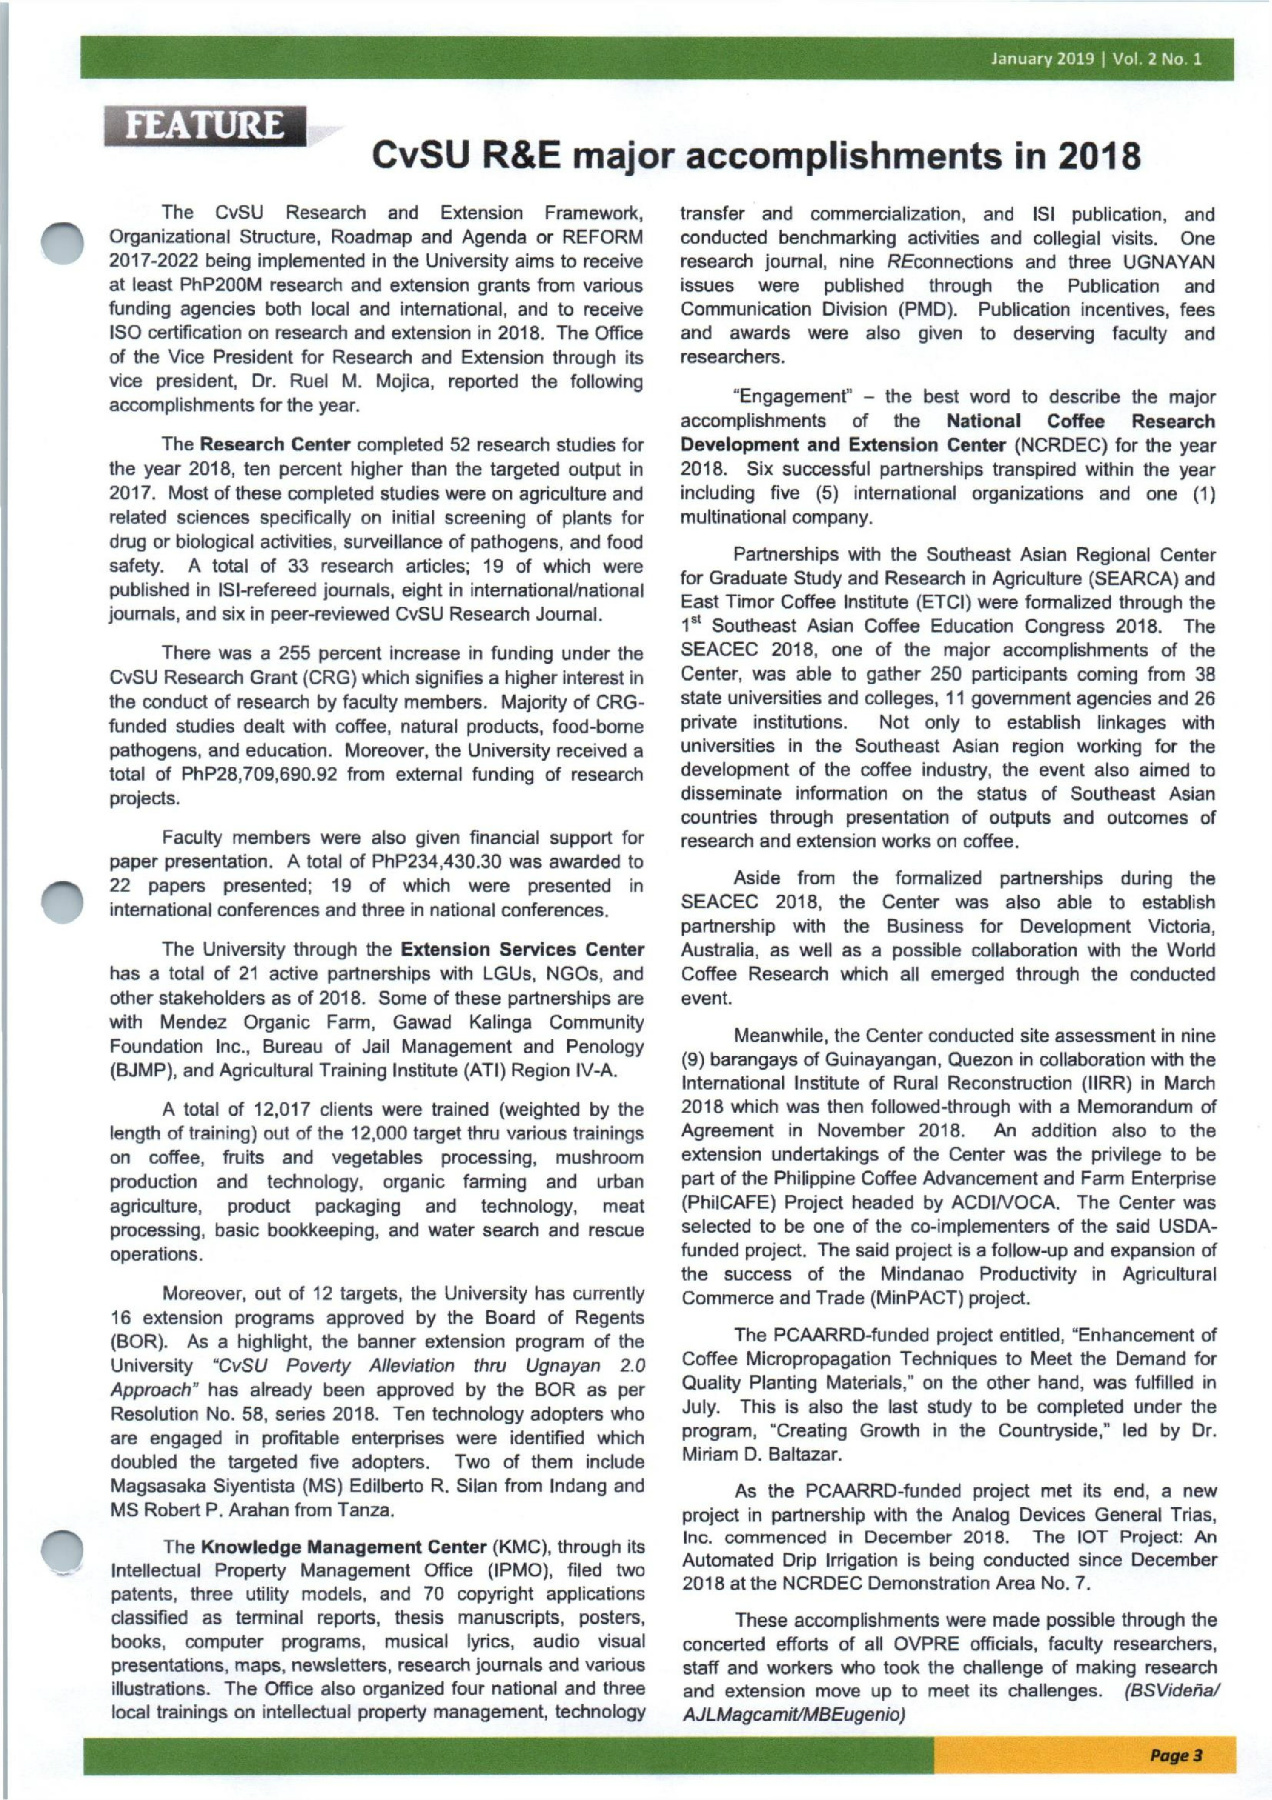 January 2019 | Vol. 2 No. 1
FEATURE
CvSU R&E major accomplishments in 2018
The CvSU Research and Extension Framework,
Organizational Structure, Roadmap and Agenda or REFORM
2017-2022 being implemented in the University aims to receive
at least PhP200M research and extension grants from various
funding agencies both local and international, and to receive
ISO certification on research and extension in 2018. The Office
of the Vice President for Research and Extension through its
vice president, Dr. Ruel M. Mojica, reported the following
accomplishments for the year.
The Research Center completed 52 research studies for
the year 2018, ten percent higher than the targeted output in
2017. Most of these completed studies were on agriculture and
related sciences specifically on initial screening of plants for
drug or biological activities, surveillance of pathogens, and food
safety. A total of 33 research articles; 19 of which were
published in ISI-refereed journals, eight in international/national
journals, and six in peer-reviewed CvSU Research Journal.
There was a 255 percent increase in funding under the
CvSU Research Grant (CRG) which signifies a higher interest in
the conduct of research by faculty members. Majority of CRG-
funded studies dealt with coffee, natural products, food-borne
pathogens, and education. Moreover, the University received a
total of PhP28,709,690.92 from external funding of research
projects.
Faculty members were also given financial support for
paper presentation. A total of PhP234,430.30 was awarded to
22 papers presented; 19 of which were presented in
international conferences and three in national conferences.
The University through the Extension Services Center
has a total of 21 active partnerships with LGUs, NGOs, and
other stakeholders as of 2018. Some of these partnerships are
with Mendez Organic Farm, Gawad Kalinga Community
Foundation Inc., Bureau of Jail Management and Penology
(BJMP), and Agricultural Training Institute (ATI) Region IV-A.
A total of 12,017 clients were trained (weighted by the
length of training) out of the 12,000 target thru various trainings
on coffee, fruits and vegetables processing, mushroom
production and technology, organic farming and urban
agriculture, product packaging and technology, meat
processing, basic bookkeeping, and water search and rescue
operations.
Moreover, out of 12 targets, the University has currently
16 extension programs approved by the Board of Regents
(BOR). As a highlight, the banner extension program of the
University "CvSU Poverty Alleviation thru Ugnayan 2.0
Approach" has already been approved by the BOR as per
Resolution No. 58, series 2018. Ten technology adopters who
are engaged in profitable enterprises were identified which
doubled the targeted five adopters. Two of them include
Magsasaka Siyentista (MS) Edilberto R. Silan from Indang and
MS Robert P. Arahan from Tanza.
The Knowledge Management Center (KMC), through its
Intellectual Property Management Office (IPMO), filed two
patents, three utility models, and 70 copyright applications
classified as terminal reports, thesis manuscripts, posters,
books, computer programs, musical lyrics, audio visual
presentations, maps, newsletters, research journals and various
illustrations. The Office also organized four national and three
local trainings on intellectual property management, technology
transfer and commercialization, and ISI publication, and
conducted benchmarking activities and collegial visits. One
research journal, nine REconnections and three UGNAYAN
issues were published through the Publication and
Communication Division (PMD). Publication incentives, fees
and awards were also given to deserving faculty and
researchers.
"Engagement" – the best word to describe the major
accomplishments of the National Coffee Research
Development and Extension Center (NCRDEC) for the year
2018. Six successful partnerships transpired within the year
including five (5) international organizations and one (1)
multinational company.
Partnerships with the Southeast Asian Regional Center
for Graduate Study and Research in Agriculture (SEARCA) and
East Timor Coffee Institute (ETCI) were formalized through the
1st Southeast Asian Coffee Education Congress 2018. The
SEACEC 2018, one of the major accomplishments of the
Center, was able to gather 250 participants coming from 38
state universities and colleges, 11 government agencies and 26
private institutions. Not only to establish linkages with
universities in the Southeast Asian region working for the
development of the coffee industry, the event also aimed to
disseminate information on the status of Southeast Asian
countries through presentation of outputs and outcomes of
research and extension works on coffee.
Aside from the formalized partnerships during the
SEACEC 2018, the Center was also able to establish
partnership with the Business for Development Victoria,
Australia, as well as a possible collaboration with the World
Coffee Research which all emerged through the conducted
event.
Meanwhile, the Center conducted site assessment in nine
(9) barangays of Guinayangan, Quezon in collaboration with the
International Institute of Rural Reconstruction (IIRR) in March
2018 which was then followed-through with a Memorandum of
Agreement in November 2018. An addition also to the
extension undertakings of the Center was the privilege to be
part of the Philippine Coffee Advancement and Farm Enterprise
(PhilCAFE) Project headed by ACDI/VOCA. The Center was
selected to be one of the co-implementers of the said USDA-
funded project. The said project is a follow-up and expansion of
the success of the Mindanao Productivity in Agricultural
Commerce and Trade (MinPACT) project.
The PCAARRD-funded project entitled, "Enhancement of
Coffee Micropropagation Techniques to Meet the Demand for
Quality Planting Materials," on the other hand, was fulfilled in
July. This is also the last study to be completed under the
program, "Creating Growth in the Countryside," led by Dr.
Miriam D. Baltazar.
As the PCAARRD-funded project met its end, a new
project in partnership with the Analog Devices General Trias,
Inc. commenced in December 2018. The IOT Project: An
Automated Drip Irrigation is being conducted since December
2018 at the NCRDEC Demonstration Area No. 7.
These accomplishments were made possible through the
concerted efforts of all OVPRE officials, faculty researchers,
staff and workers who took the challenge of making research
and extension move up to meet its challenges. (BSVideña/
AJLMagcamit/MBEugenio)
Page 3